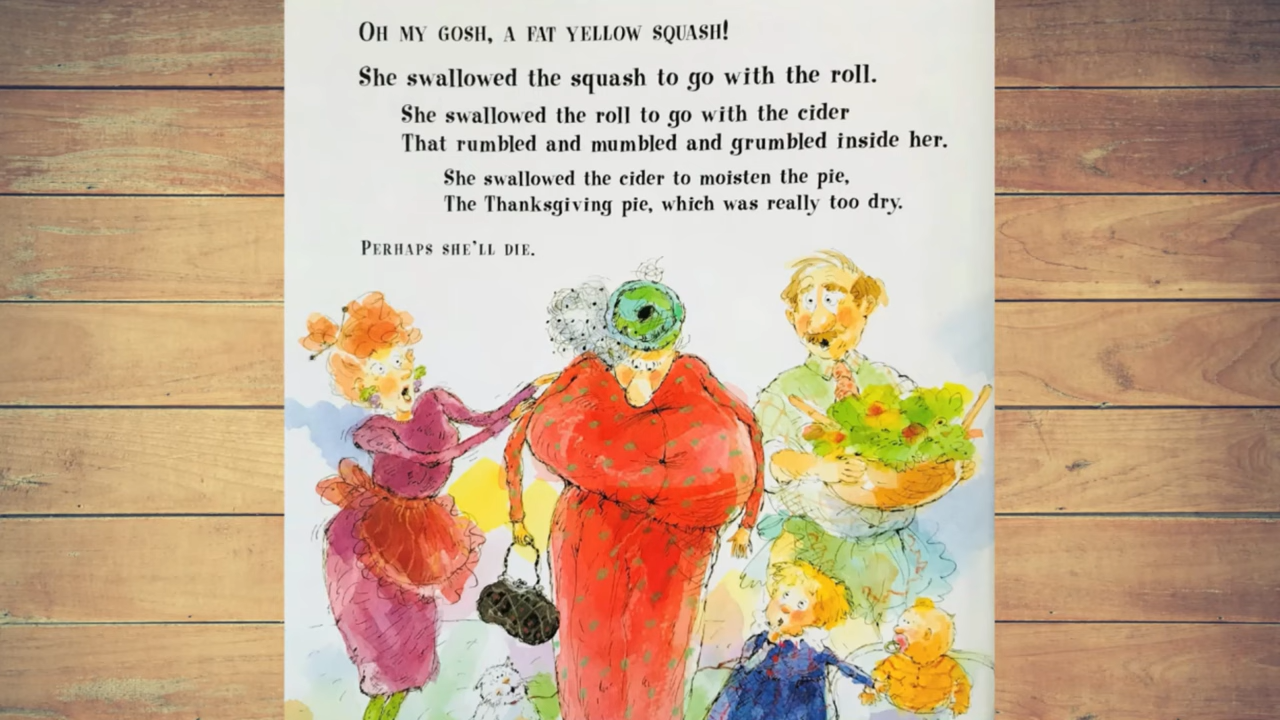 OH MY GOSH, A FAT YELLOW SQUASH!
She swallowed the squash to go with the roll.
She swallowed the roll to go with the cider
That rumbled and mumbled and grumbled inside her.
She swallowed the cider to moisten the pie,
The Thanksgiving pie, which was really too dry.
PERHAPS SHE'LL DIE.